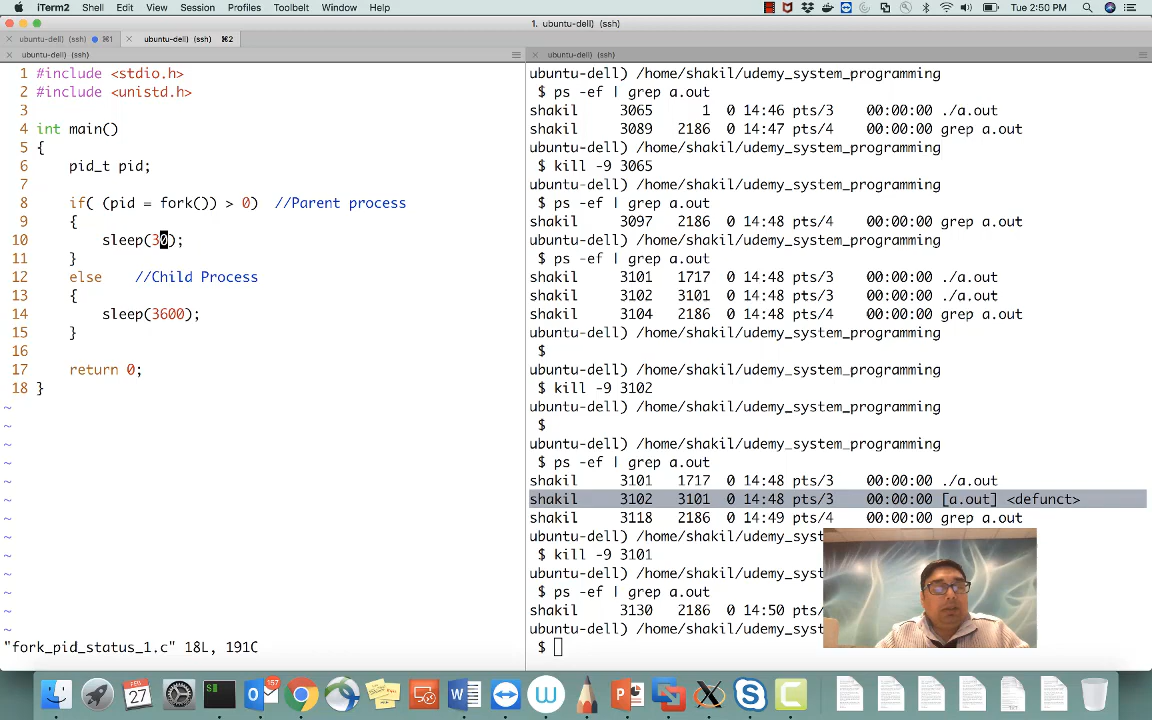 iTerm2 Shell Edit View Session Profiles Toolbelt Window Help Tue 2:50 PM
1. ubuntu-dell) (ssh)
ubuntu-dell) (ssh) ⌘1 ubuntu-dell) (ssh) ⌘2
ubuntu-dell) (ssh)
1 #include <stdio.h>
2 #include <unistd.h>
3
4 int main()
5 {
6 pid_t pid;
7
8 if( (pid = fork()) > 0) //Parent process
9 {
10 sleep(30);
11 }
12 else //Child Process
13 {
14 sleep(3600);
15 }
16
17 return 0;
18 }
~
~
~
~
~
~
~
~
~
~
~
~
~
"fork_pid_status_1.c" 18L, 191C
ubuntu-dell) (ssh)
ubuntu-dell) /home/shakil/udemy_system_programming
$ ps -ef | grep a.out
shakil 3065 1 0 14:46 pts/3 00:00:00 ./a.out
shakil 3089 2186 0 14:47 pts/4 00:00:00 grep a.out
ubuntu-dell) /home/shakil/udemy_system_programming
$ kill -9 3065
ubuntu-dell) /home/shakil/udemy_system_programming
$ ps -ef | grep a.out
shakil 3097 2186 0 14:48 pts/4 00:00:00 grep a.out
ubuntu-dell) /home/shakil/udemy_system_programming
$ ps -ef | grep a.out
shakil 3101 1717 0 14:48 pts/3 00:00:00 ./a.out
shakil 3102 3101 0 14:48 pts/3 00:00:00 ./a.out
shakil 3104 2186 0 14:48 pts/4 00:00:00 grep a.out
ubuntu-dell) /home/shakil/udemy_system_programming
$
ubuntu-dell) /home/shakil/udemy_system_programming
$ kill -9 3102
ubuntu-dell) /home/shakil/udemy_system_programming
$
ubuntu-dell) /home/shakil/udemy_system_programming
$ ps -ef | grep a.out
shakil 3101 1717 0 14:48 pts/3 00:00:00 ./a.out
shakil 3102 3101 0 14:48 pts/3 00:00:00 [a.out] <defunct>
shakil 3118 2186 0 14:49 pts/4 00:00:00 grep a.out
ubuntu-dell) /home/shakil/udemy_syst
$ kill -9 3101
ubuntu-dell) /home/shakil/udemy_syst
$ ps -ef | grep a.out
shakil 3130 2186 0 14:50 pts/
ubuntu-dell) /home/shakil/udemy_syst
$
157
27